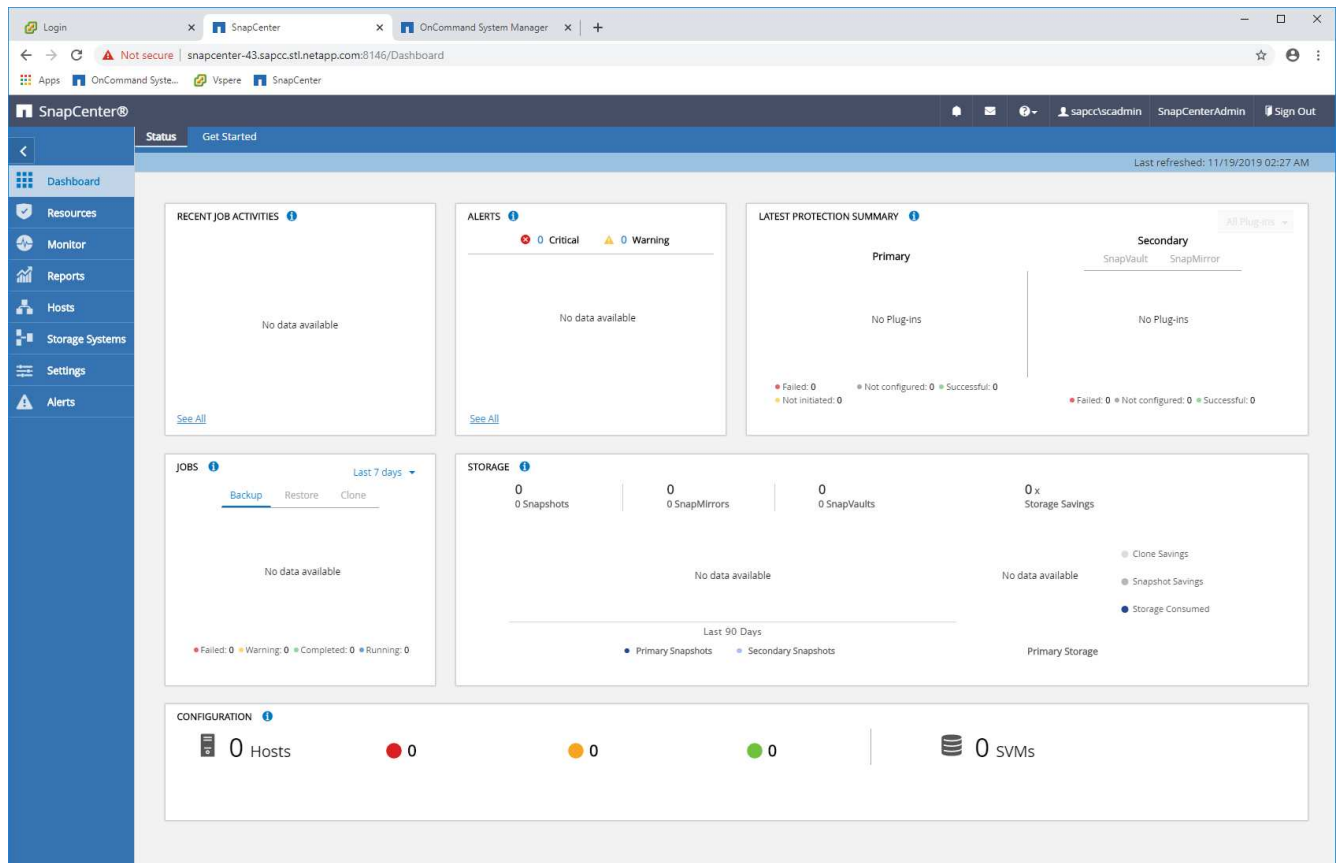 Login
SnapCenter
OnCommand System Manager
Not secure | snapcenter-43.sapcc.stl.netapp.com:8146/Dashboard
Apps OnCommand Syste... Vspere SnapCenter
SnapCenter®
sapcc\scadmin SnapCenterAdmin Sign Out
Status Get Started
Last refreshed: 11/19/2019 02:27 AM
Dashboard
Resources
Monitor
Reports
Hosts
Storage Systems
Settings
Alerts
RECENT JOB ACTIVITIES
No data available
See All
ALERTS
0 Critical 0 Warning
No data available
See All
LATEST PROTECTION SUMMARY
All Plug-ins
Primary
No Plug-ins
Failed: 0 Not configured: 0 Successful: 0
Not initiated: 0
Secondary
SnapVault SnapMirror
No Plug-ins
Failed: 0 Not configured: 0 Successful: 0
JOBS
Last 7 days
Backup Restore Clone
No data available
Failed: 0 Warning: 0 Completed: 0 Running: 0
STORAGE
0
0 Snapshots
0
0 SnapMirrors
0
0 SnapVaults
0 x
Storage Savings
No data available
Last 90 Days
Primary Snapshots Secondary Snapshots
No data available
Clone Savings
Snapshot Savings
Storage Consumed
Primary Storage
CONFIGURATION
0 Hosts 0 0 0 0 SVMs